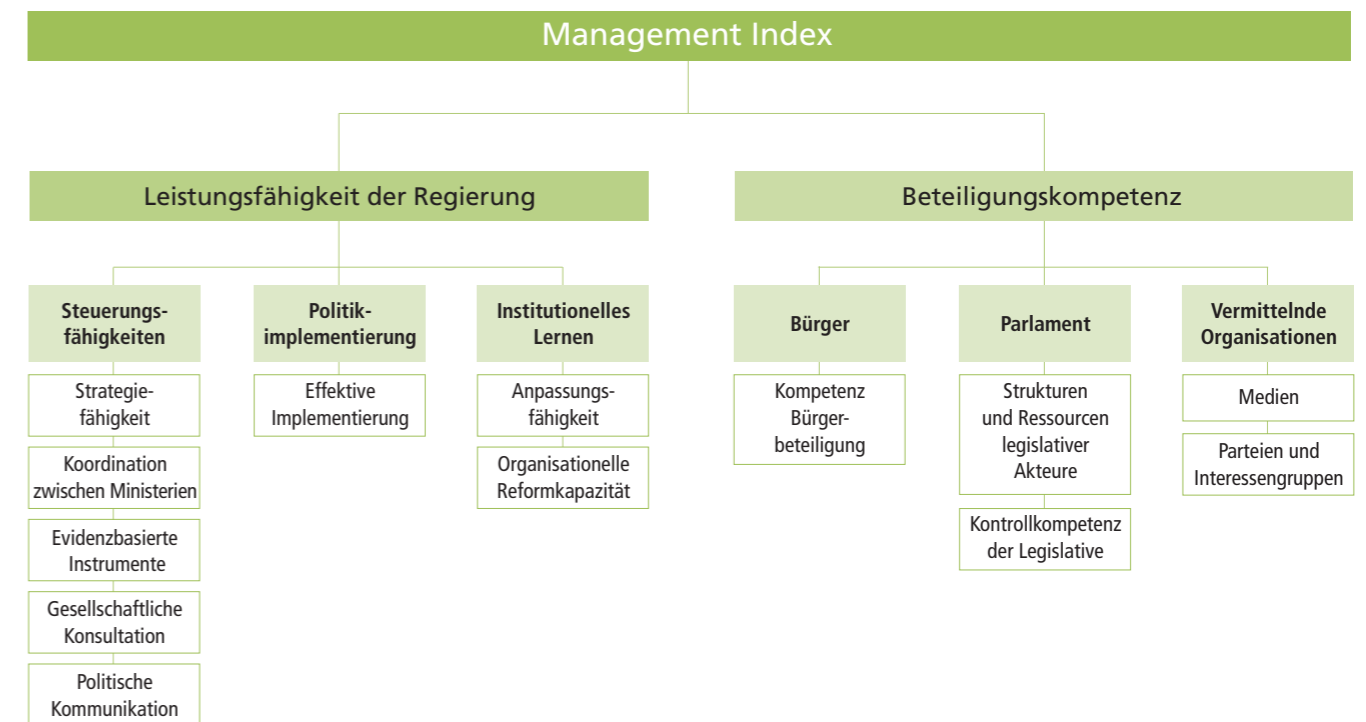 Management Index
Leistungsfähigkeit der Regierung
Beteiligungskompetenz
Steuerungs-
fähigkeiten
Strategie-
fähigkeit
Koordination
zwischen Ministerien
Evidenzbasierte
Instrumente
Gesellschaftliche
Konsultation
Politische
Kommunikation
Politik-
implementierung
Effektive
Implementierung
Institutionelles
Lernen
Anpassungs-
fähigkeit
Organisationelle
Reformkapazität
Bürger
Kompetenz
Bürger-
beteiligung
Parlament
Strukturen
und Ressourcen
legislativer
Akteure
Kontrollkompetenz
der Legislative
Vermittelnde
Organisationen
Medien
Parteien und
Interessengruppen